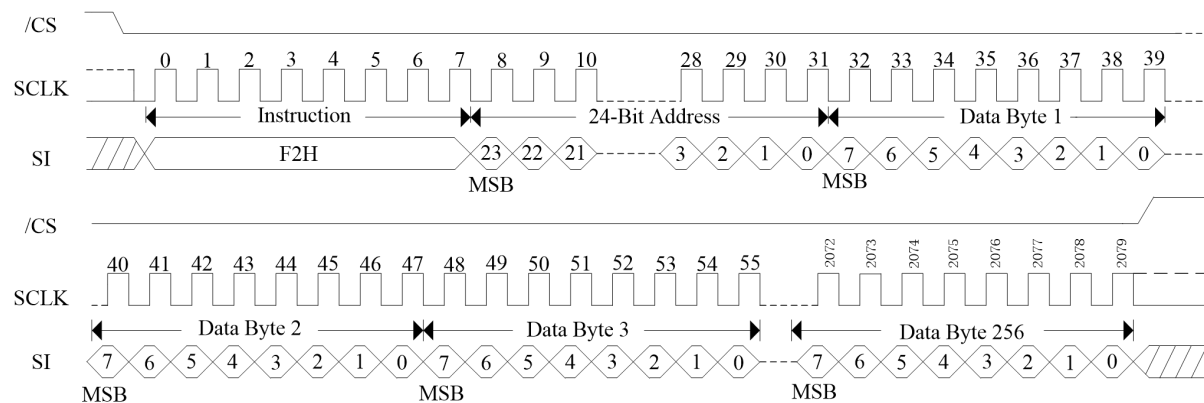 /CS
0 1 2 3 4 5 6 7 8 9 10 28 29 30 31 32 33 34 35 36 37 38 39
SCLK
Instruction 24-Bit Address Data Byte 1
SI F2H 23 22 21 3 2 1 0 7 6 5 4 3 2 1 0
MSB MSB
/CS
40 41 42 43 44 45 46 47 48 49 50 51 52 53 54 55 2072 2073 2074 2075 2076 2077 2078 2079
SCLK
Data Byte 2 Data Byte 3 Data Byte 256
SI 7 6 5 4 3 2 1 0 7 6 5 4 3 2 1 0 7 6 5 4 3 2 1 0
MSB MSB MSB